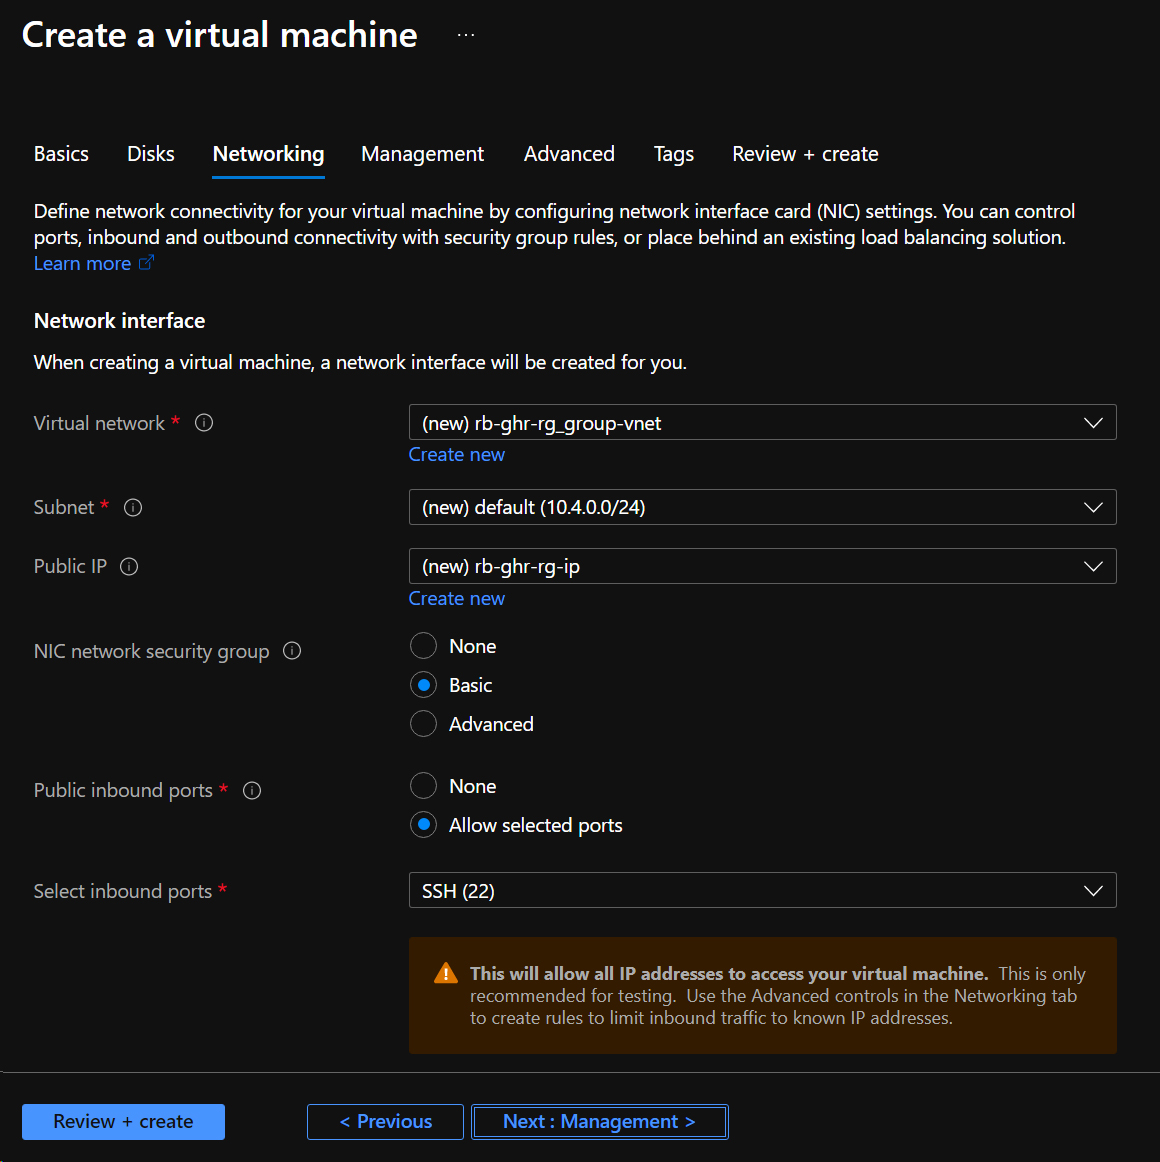 Create a virtual machine ...
Basics Disks Networking Management Advanced Tags Review + create
Define network connectivity for your virtual machine by configuring network interface card (NIC) settings. You can control
ports, inbound and outbound connectivity with security group rules, or place behind an existing load balancing solution.
Learn more
Network interface
When creating a virtual machine, a network interface will be created for you.
Virtual network * (new) rb-ghr-rg_group-vnet
Create new
Subnet * (new) default (10.4.0.0/24)
Public IP (new) rb-ghr-rg-ip
Create new
NIC network security group None
Basic
Advanced
Public inbound ports * None
Allow selected ports
Select inbound ports * SSH (22)
This will allow all IP addresses to access your virtual machine. This is only
recommended for testing. Use the Advanced controls in the Networking tab
to create rules to limit inbound traffic to known IP addresses.
Review + create < Previous Next : Management >